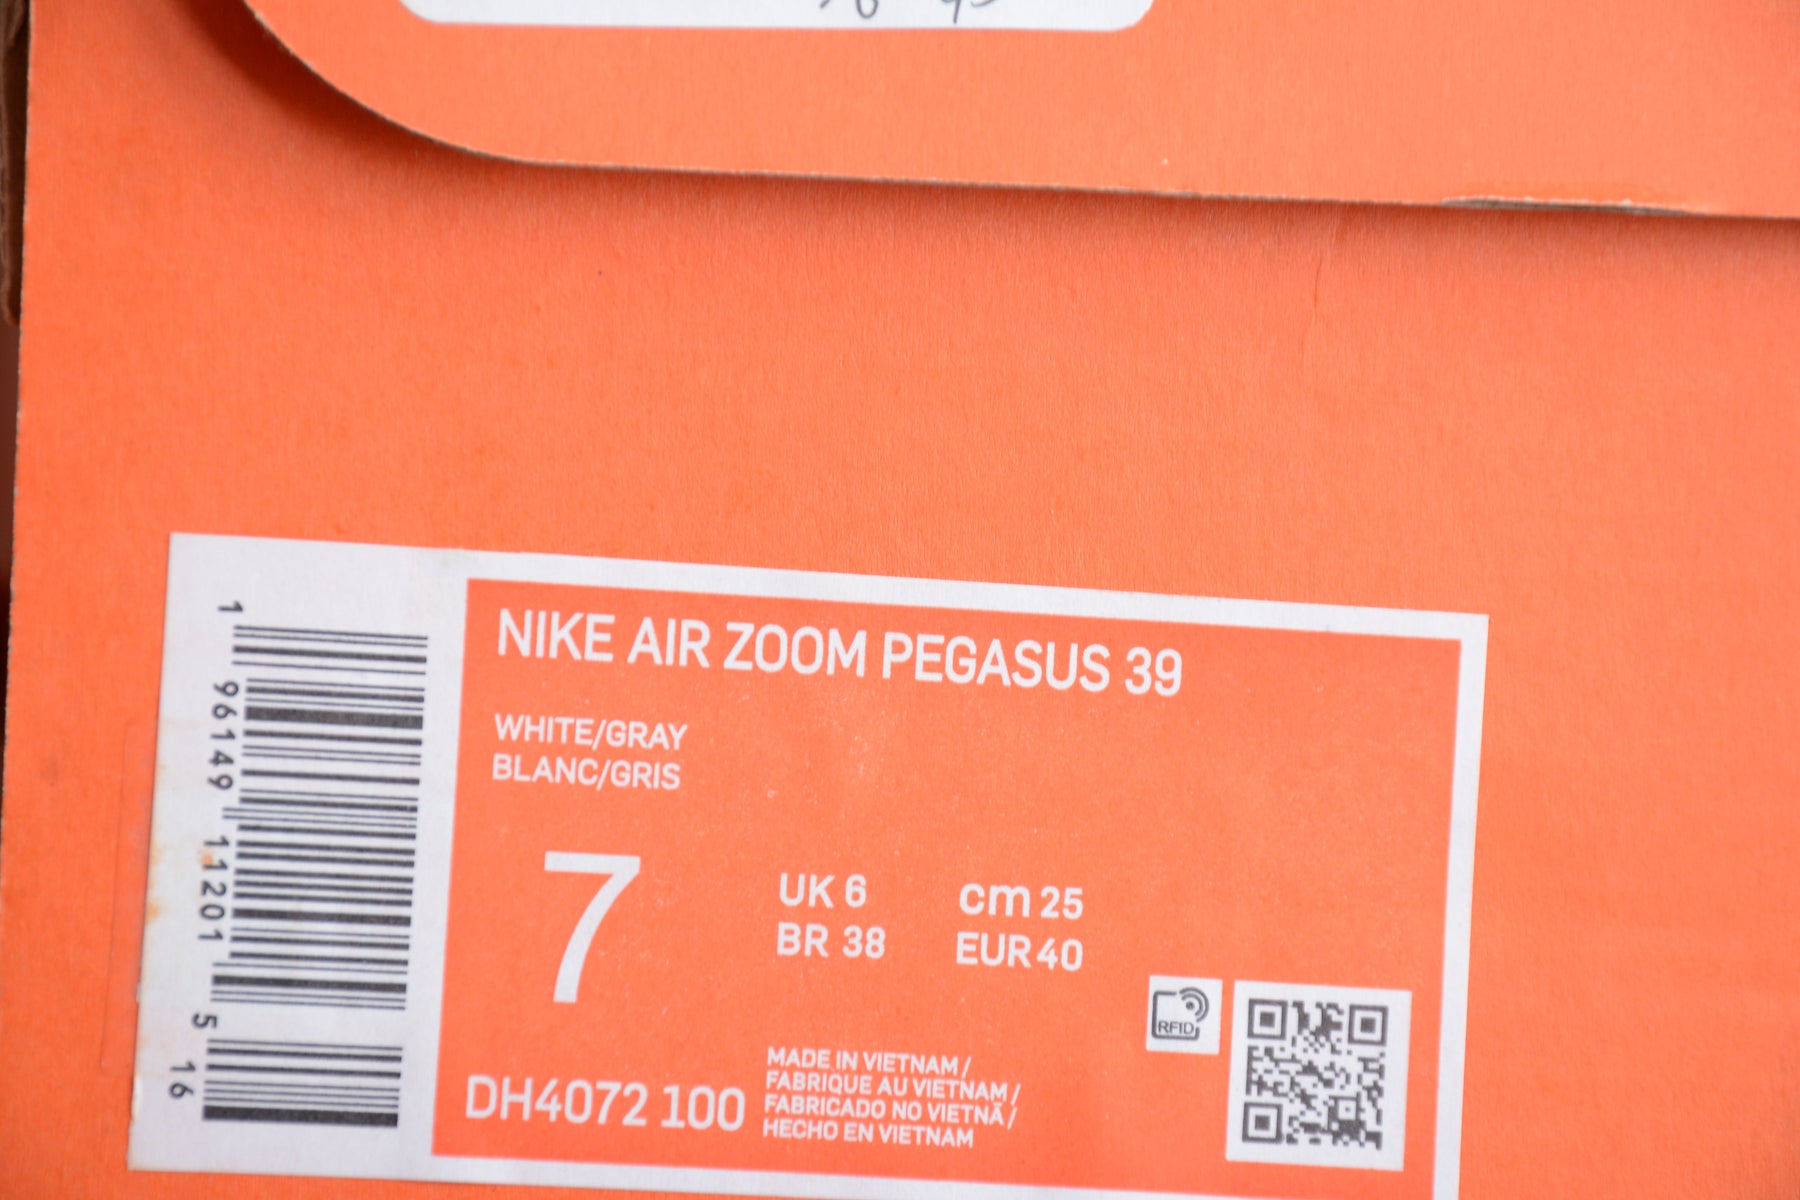 NIKE AIR ZOOM PEGASUS 39
WHITE/GRAY
BLANC/GRIS
7
UK 6
cm 25
BR 38
EUR 40
DH4072 100
MADE IN VIETNAM /
FABRIQUE AU VIETNAM /
FABRICADO NO VIETNÃ /
HECHO EN VIETNAM
RFID
1 96149 11201 5 16